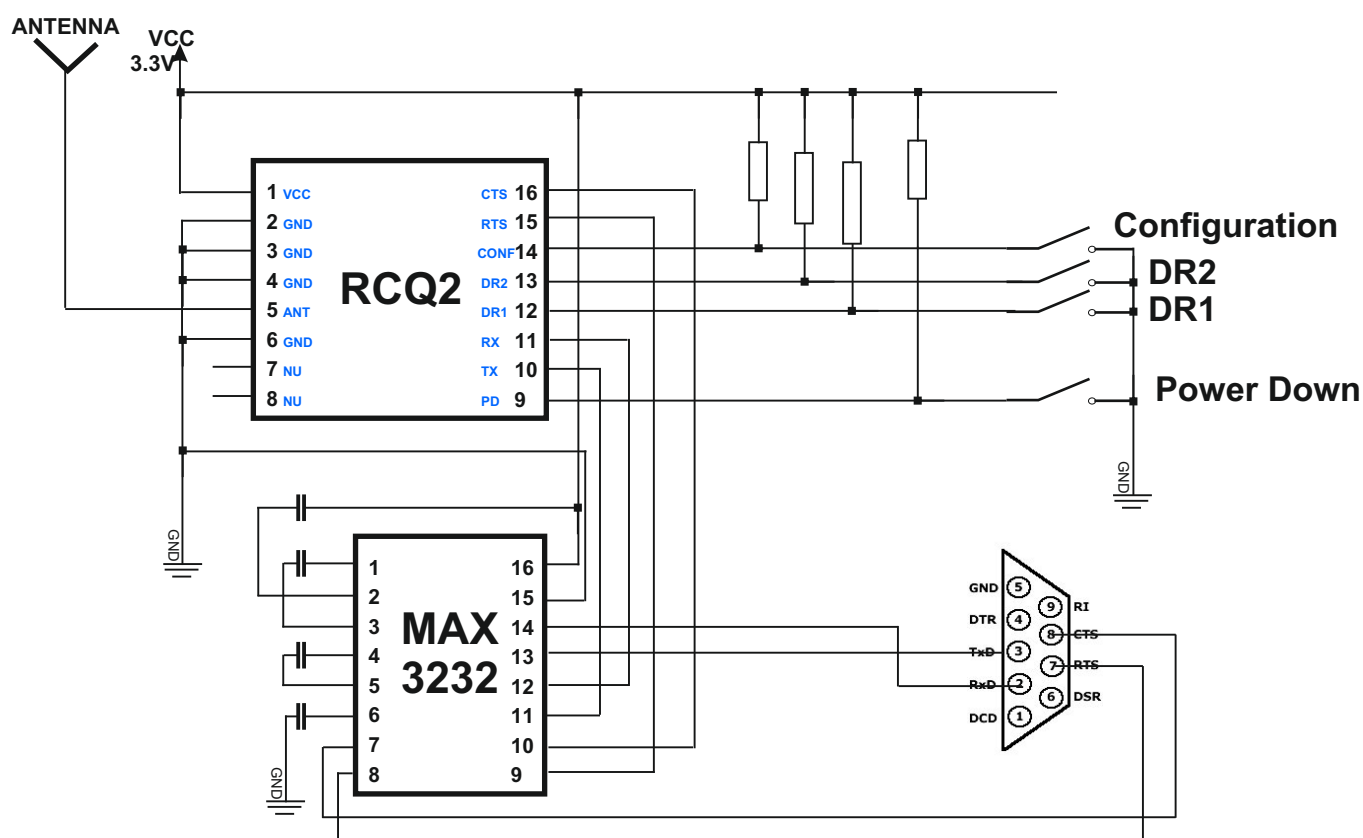 ANTENNA
VCC
3.3V
1 VCC
2 GND
3 GND
4 GND
5 ANT
6 GND
7 NU
8 NU
RCQ2
CTS 16
RTS 15
CONF 14
DR2 13
DR1 12
RX 11
TX 10
PD 9
Configuration
DR2
DR1
Power Down
GND
GND
1
2
3
4
5
6
7
8
MAX
3232
16
15
14
13
12
11
10
9
GND
GND 5
DTR 4
TxD 3
RxD 2
DCD 1
9 RI
8 CTS
7 RTS
6 DSR